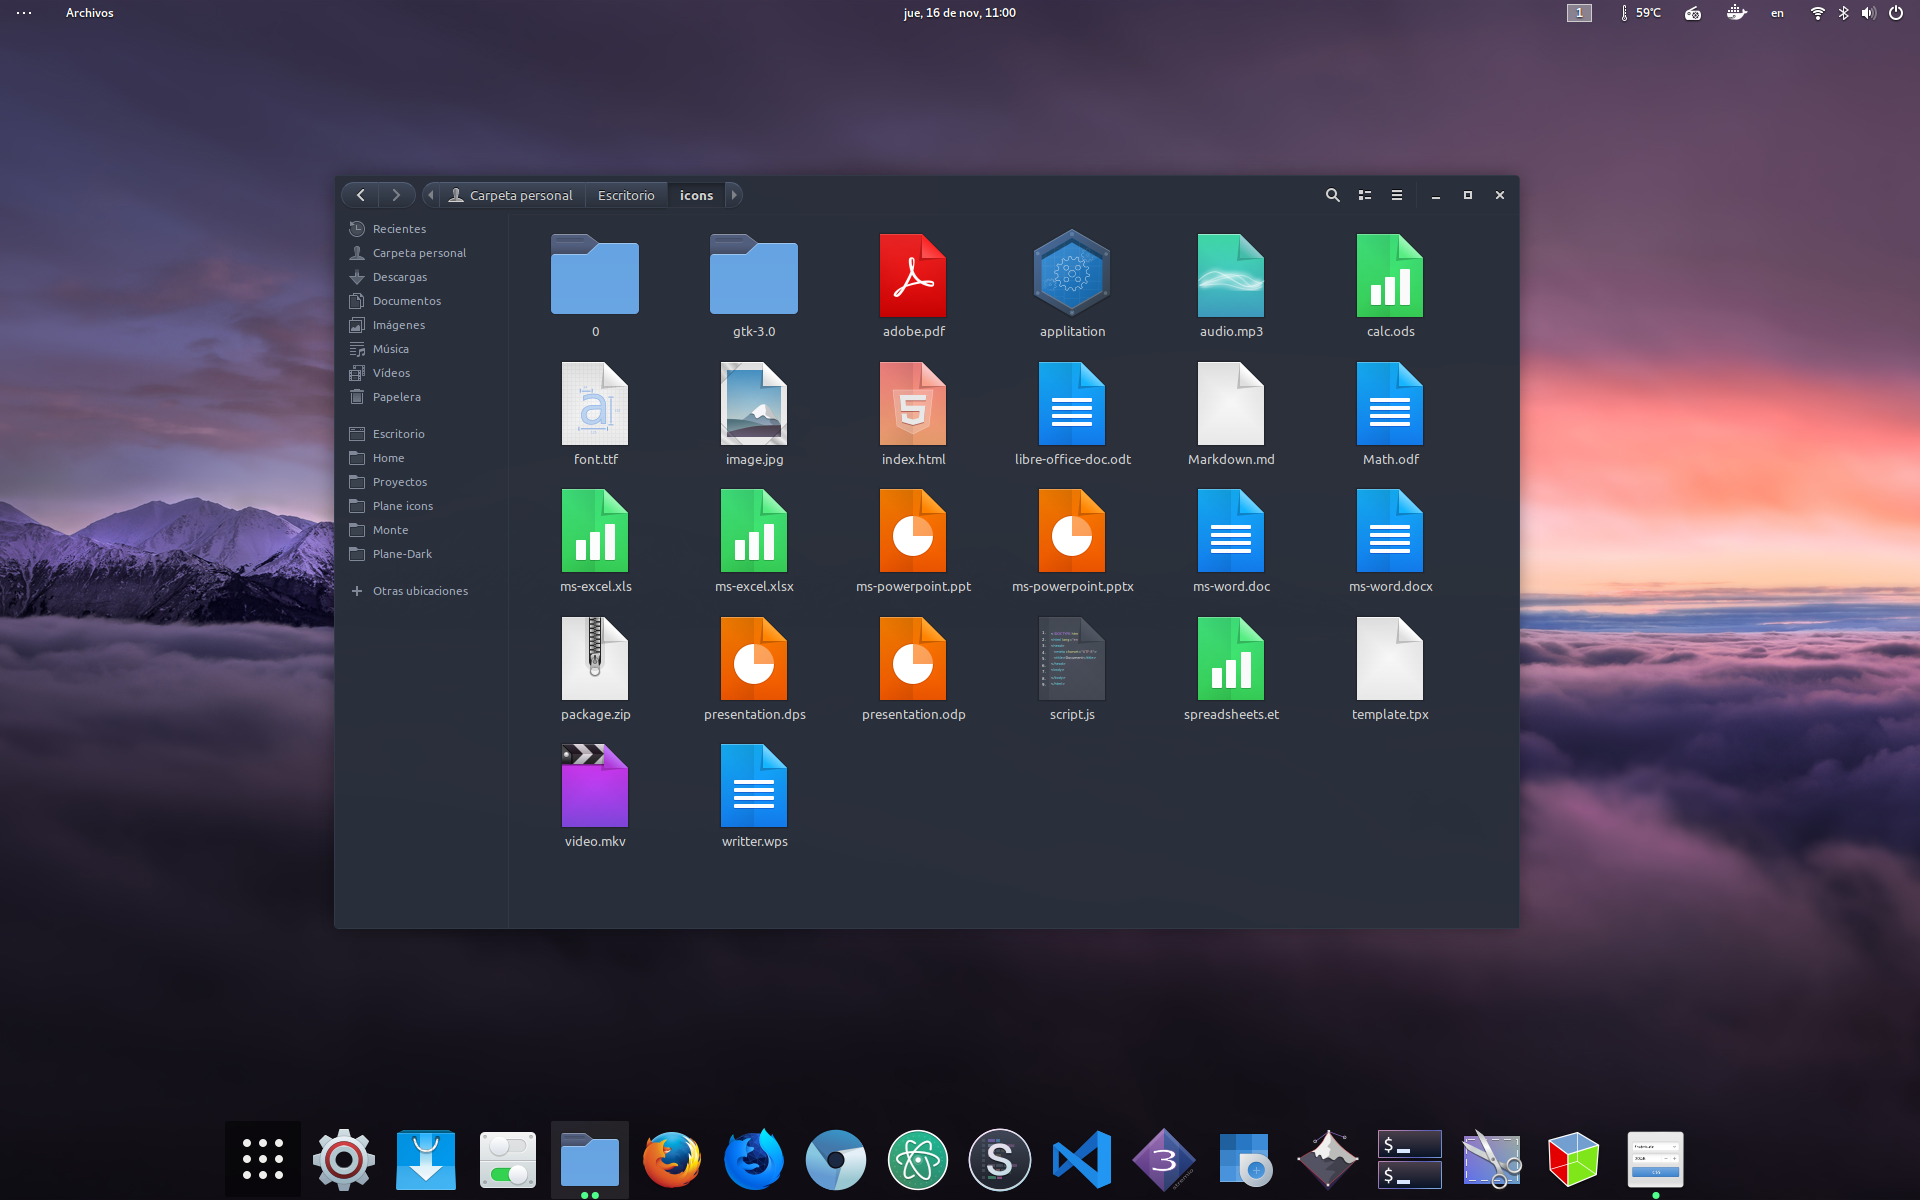 Archivos
jue, 16 de nov, 11:00
1
59°C
en
Carpeta personal
Escritorio
icons
Recientes
Carpeta personal
Descargas
Documentos
Imágenes
Música
Vídeos
Papelera
Escritorio
Home
Proyectos
Plane icons
Monte
Plane-Dark
Otras ubicaciones
0
gtk-3.0
adobe.pdf
applitation
audio.mp3
calc.ods
a
5
font.ttf
image.jpg
index.html
libre-office-doc.odt
Markdown.md
Math.odf
ms-excel.xls
ms-excel.xlsx
ms-powerpoint.ppt
ms-powerpoint.pptx
ms-word.doc
ms-word.docx
package.zip
presentation.dps
presentation.odp
script.js
spreadsheets.et
template.tpx
video.mkv
writter.wps
S
3
$
$